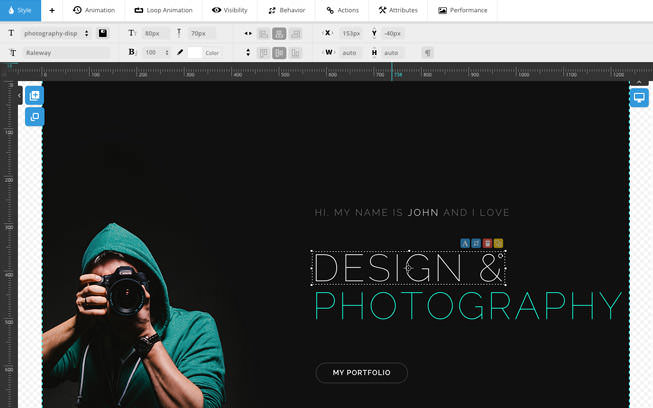 Style + Animation Loop Animation Visibility Behavior Actions Attributes Performance
photography-disp 80px 70px X 153px Y -40px
Raleway B 100 Color W auto H auto
0 100 200 300 400 500 600 700 758 800 900 1000 1100 1200
100
200
300
400
500
600
HI, MY NAME IS JOHN AND I LOVE
DESIGN &
PHOTOGRAPHY
MY PORTFOLIO